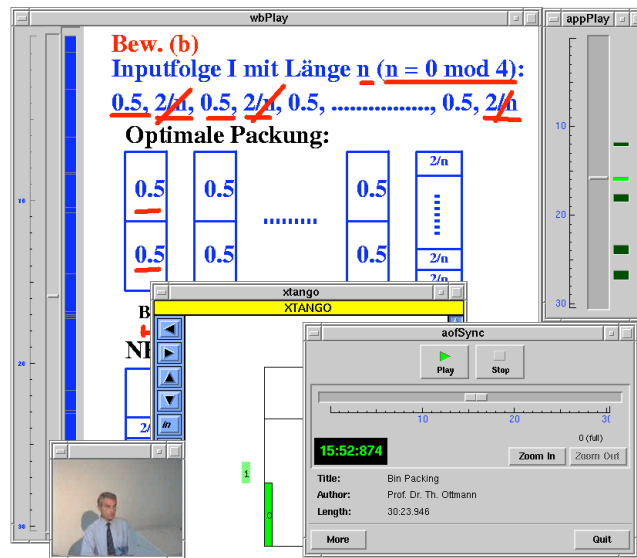 wbPlay
Bew. (b)
Inputfolge I mit Länge n (n = 0 mod 4):
0.5, 2/n, 0.5, 2/n, 0.5, ................., 0.5, 2/n
Optimale Packung:
0.5 0.5 0.5 2/n
0.5 0.5 0.5 2/n
2/n
B
NF
2/
10
20
30
appPlay
10
20
30
xtango
XTANGO
in
1
0
aofSync
Play Stop
10 20 30
0 (full)
15:52:874
Zoom In Zoom Out
Title: Bin Packing
Author: Prof. Dr. Th. Ottmann
Length: 30:23.946
More Quit